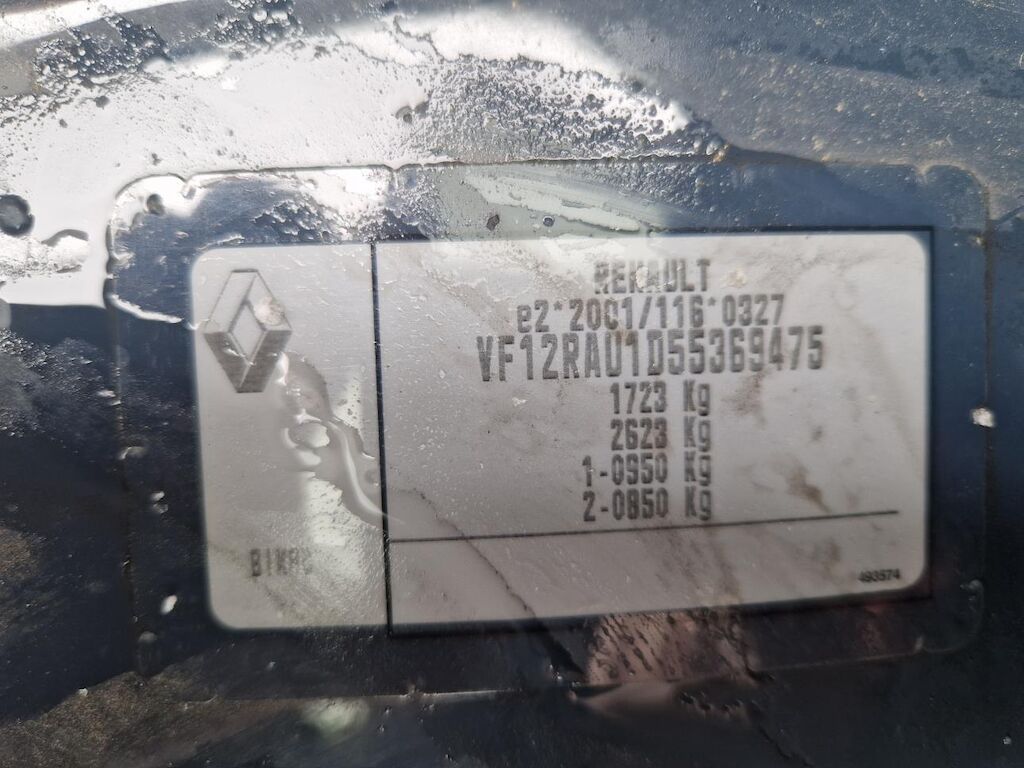 RENAULT
e2*2001/116*0327
VF12RAU1D55369475
1723 Kg
2623 Kg
1-0950 Kg
2-0850 Kg
493574